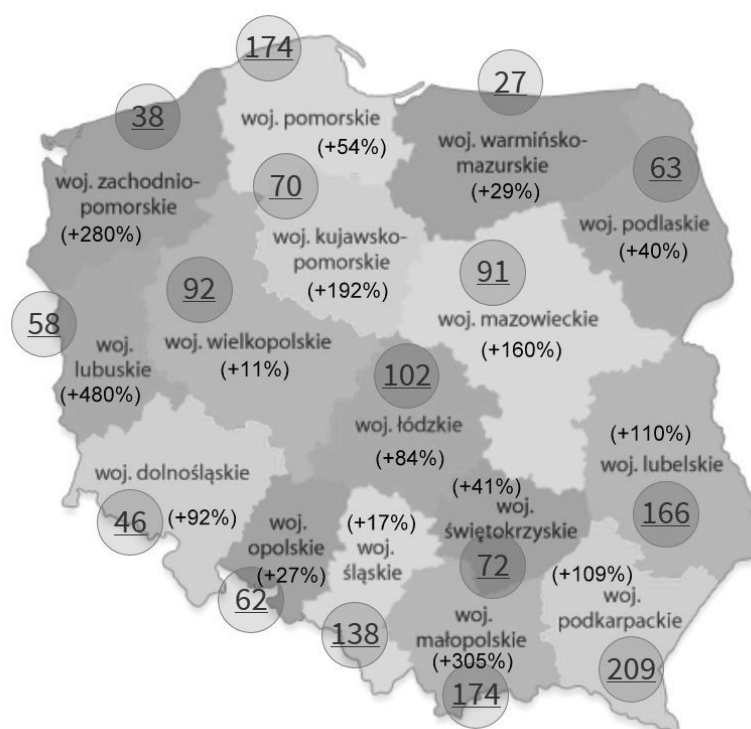 174
woj. pomorskie
(+54%)
27
woj. warmińsko-
mazurskie
(+29%)
38
woj. zachodnio-
pomorskie
(+280%)
70
woj. kujawsko-
pomorskie
(+192%)
63
woj. podlaskie
(+40%)
91
woj. mazowieckie
(+160%)
92
woj. wielkopolskie
(+11%)
58
woj.
lubuskie
(+480%)
102
woj. łódzkie
(+84%)
(+110%)
woj. lubelskie
166
woj. dolnośląskie
46
(+92%)
woj.
opolskie
(+27%)
62
(+17%)
woj.
śląskie
138
(+41%)
woj.
świętokrzyskie
72
woj.
małopolskie
(+305%)
174
(+109%)
woj.
podkarpackie
209